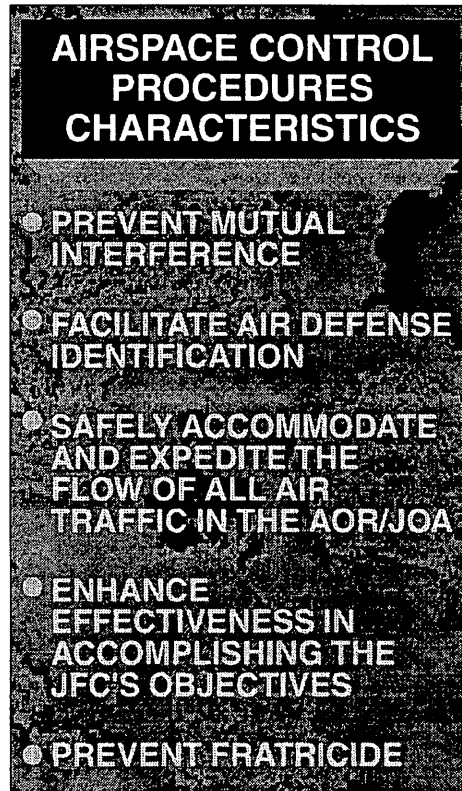 AIRSPACE CONTROL
PROCEDURES
CHARACTERISTICS
PREVENT MUTUAL
INTERFERENCE
FACILITATE AIR DEFENSE
IDENTIFICATION
SAFELY ACCOMMODATE
AND EXPEDITE THE
FLOW OF ALL AIR
TRAFFIC IN THE AOR/JOA
ENHANCE
EFFECTIVENESS IN
ACCOMPLISHING THE
JFC'S OBJECTIVES
PREVENT FRATRICIDE